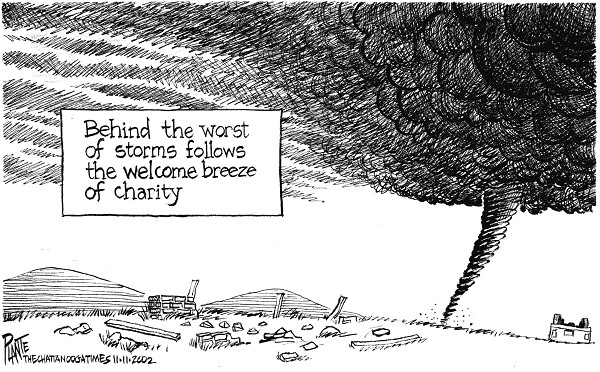 Behind the worst
of storms follows
the welcome breeze
of charity
PLANTE
THE CHATTANOOGA TIMES 11·11·2002